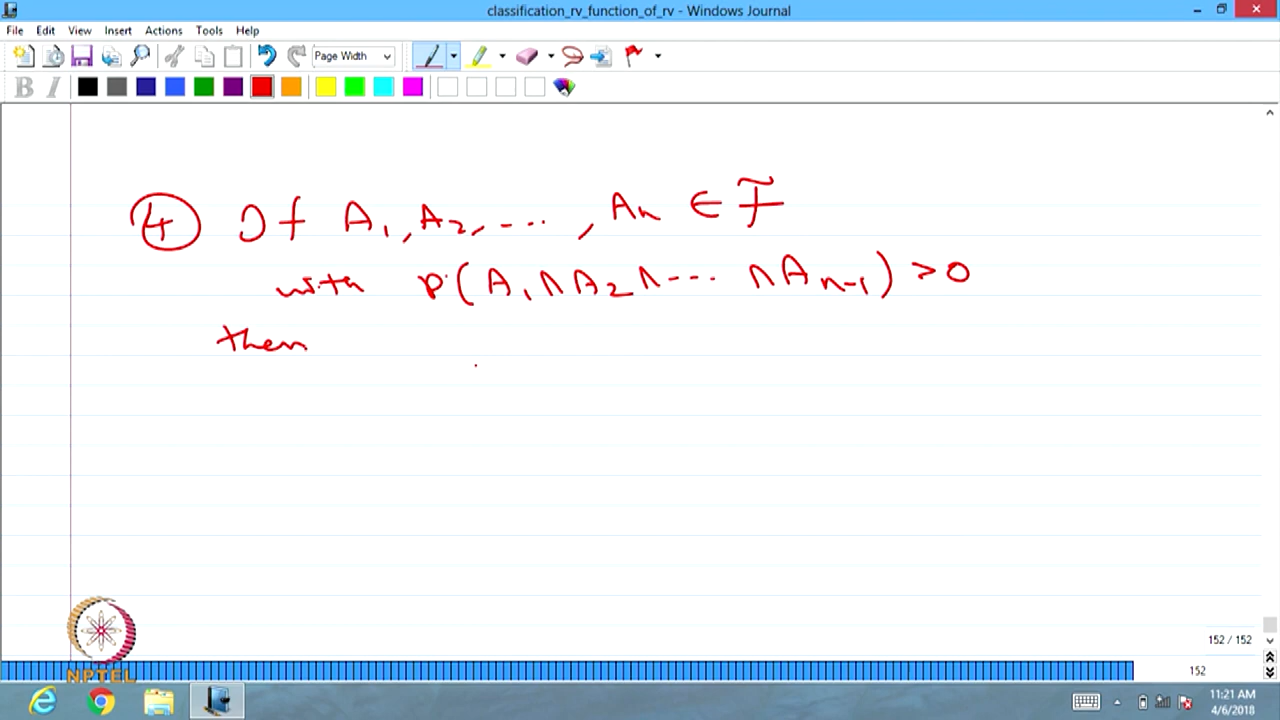 classification_rv_function_of_rv - Windows Journal
File Edit View Insert Actions Tools Help
Page Width
B I
④ If A₁, A₂, ..., Aₙ ∈ F̃
with P(A₁∩A₂∩... ∩Aₙ₋₁) >0
then
152 / 152
NPTEL
152
11:21 AM
4/6/2018